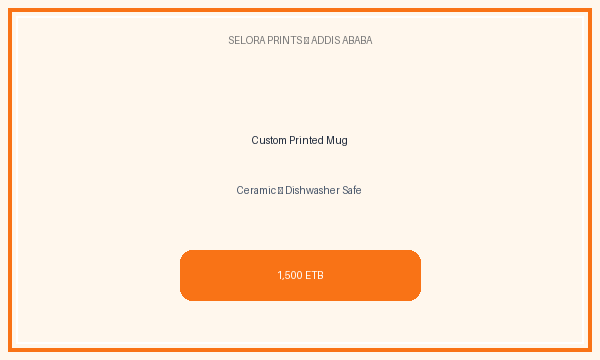 SELORA PRINTS▯ADDIS ABABA
Custom Printed Mug
Ceramic▯Dishwasher Safe
1,500 ETB